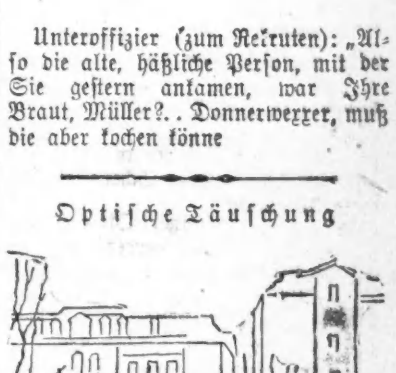 Unteroffizier (zum Rekruten): „Al-
so die alte, häßliche Person, mit der
Sie gestern ankamen, war Ihre
Braut, Müller?.. Donnerwexxer, muß
die aber kochen könne
Optische Täuschung